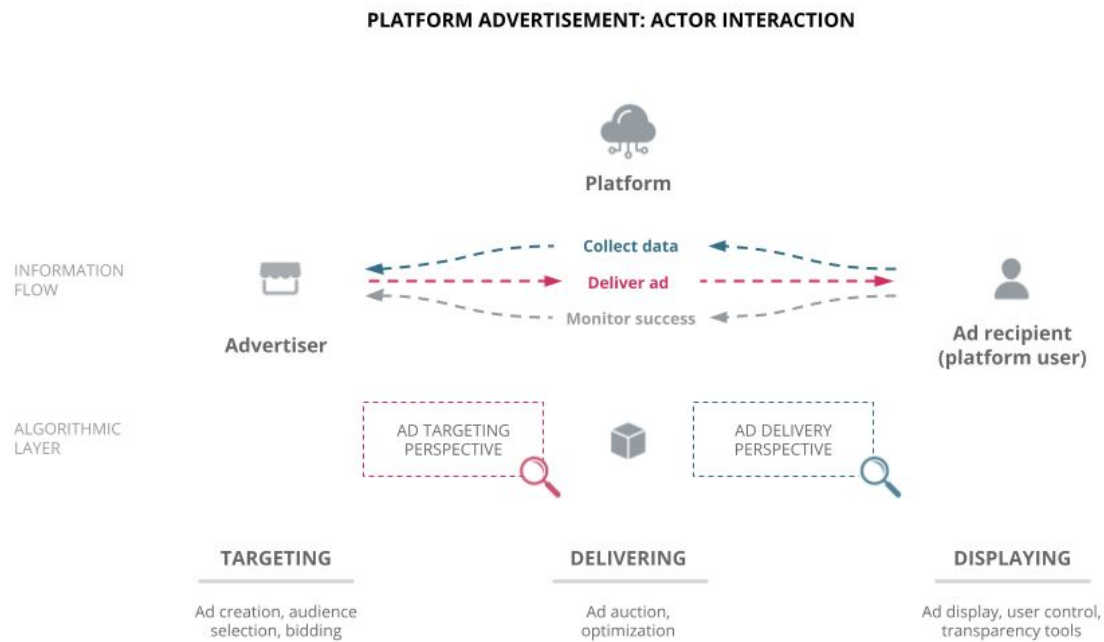 PLATFORM ADVERTISEMENT: ACTOR INTERACTION
Platform
Collect data
INFORMATION
FLOW
Deliver ad
Monitor success
Advertiser
Ad recipient
(platform user)
ALGORITHMIC
LAYER
AD TARGETING
PERSPECTIVE
AD DELIVERY
PERSPECTIVE
TARGETING
Ad creation, audience
selection, bidding
DELIVERING
Ad auction,
optimization
DISPLAYING
Ad display, user control,
transparency tools